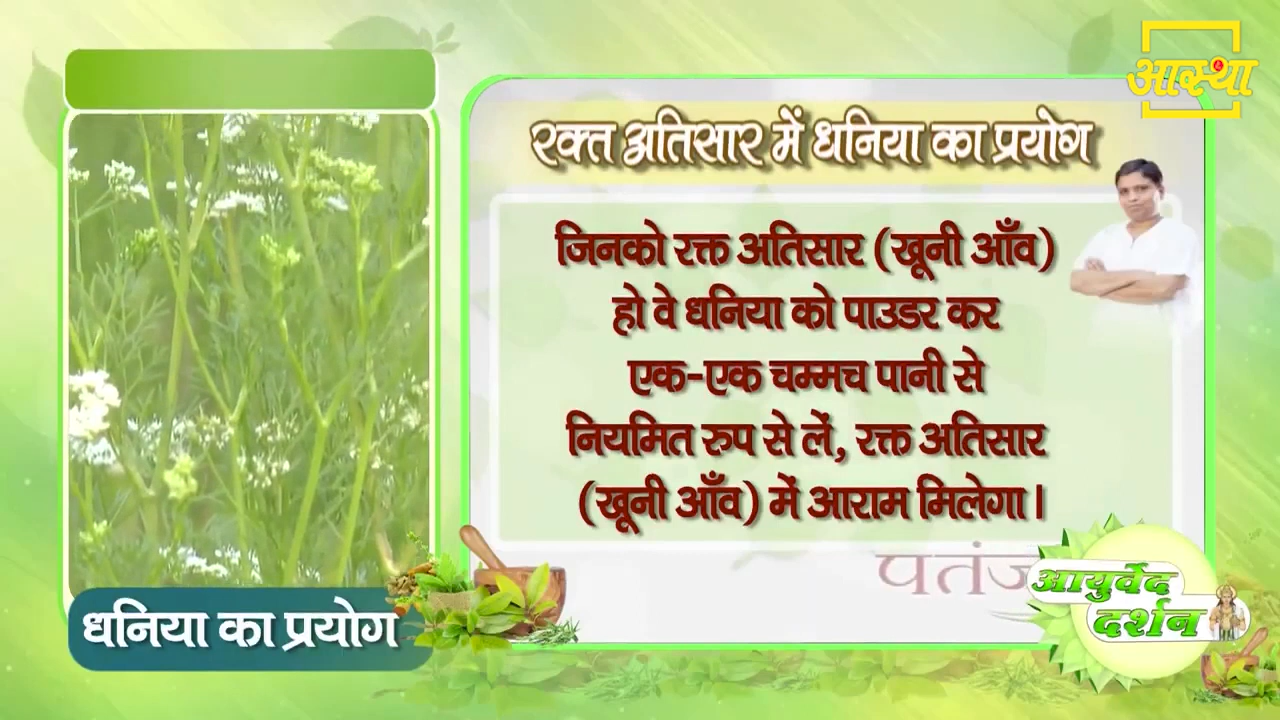 आस्था
रक्त अतिसार में धनिया का प्रयोग
जिनको रक्त अतिसार (खूनी आँव)
हो वे धनिया को पाउडर कर
एक-एक चम्मच पानी से
नियमित रुप से लें, रक्त अतिसार
(खूनी आँव) में आराम मिलेगा।
पतंज
आयुर्वेद
दर्शन
धनिया का प्रयोग